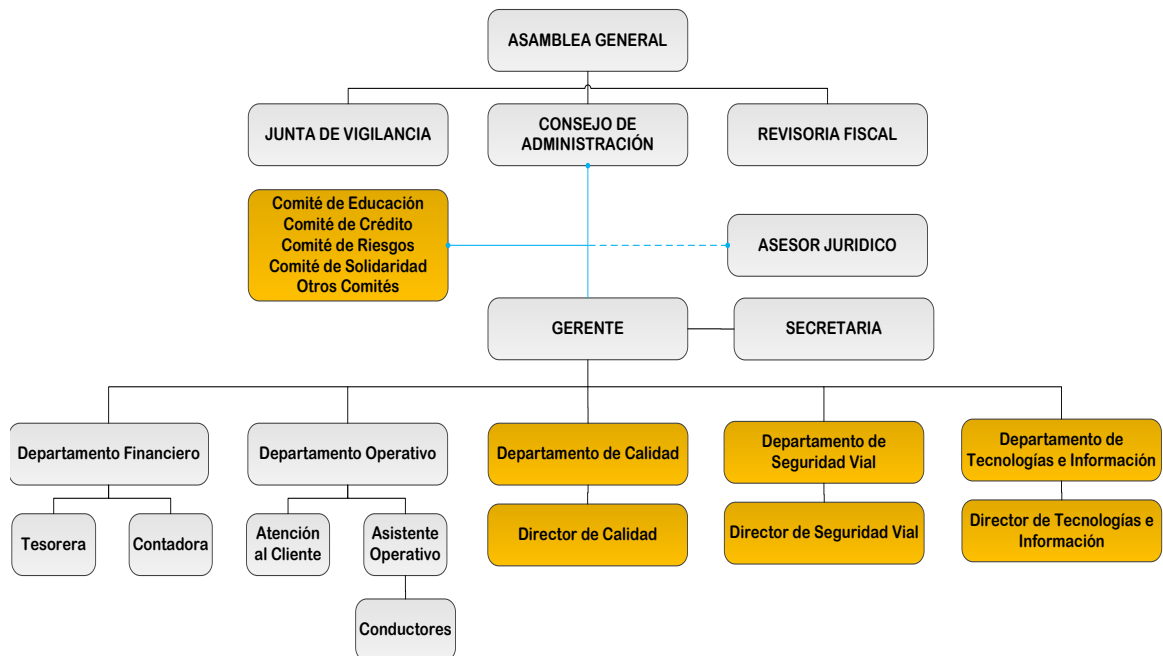 ASAMBLEA GENERAL
JUNTA DE VIGILANCIA
CONSEJO DE
ADMINISTRACIÓN
REVISORIA FISCAL
Comité de Educación
Comité de Crédito
Comité de Riesgos
Comité de Solidaridad
Otros Comités
ASESOR JURIDICO
GERENTE
SECRETARIA
Departamento Financiero
Departamento Operativo
Departamento de Calidad
Departamento de
Seguridad Vial
Departamento de
Tecnologías e Información
Tesorera
Contadora
Atención
al Cliente
Asistente
Operativo
Director de Calidad
Director de Seguridad Vial
Director de Tecnologías e
Información
Conductores